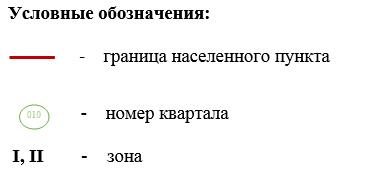 Условные обозначения:
- граница населенного пункта
010 - номер квартала
I, II - зона